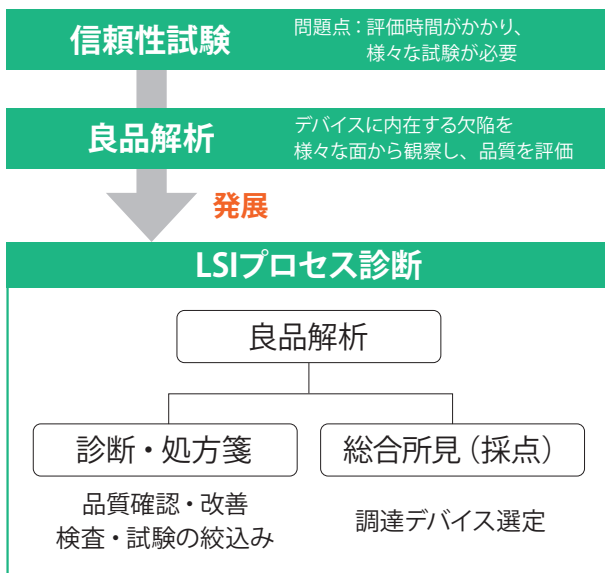 信頼性試験
問題点：評価時間がかかり、
様々な試験が必要
良品解析
デバイスに内在する欠陥を
様々な面から観察し、品質を評価
発展
LSIプロセス診断
良品解析
診断・処方箋
総合所見（採点）
品質確認・改善
検査・試験の絞込み
調達デバイス選定